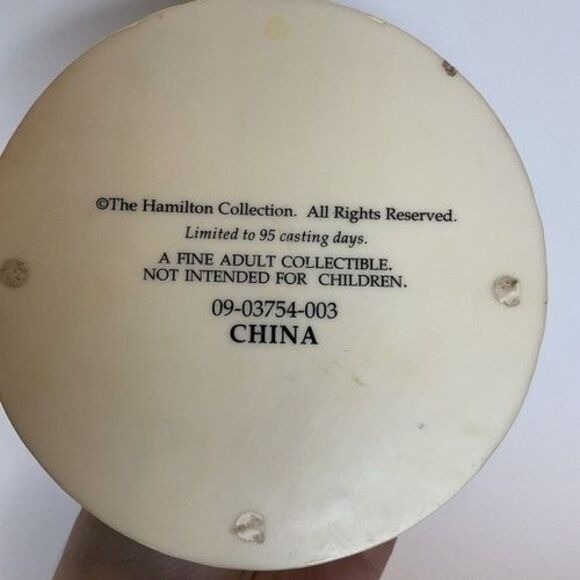 ©The Hamilton Collection. All Rights Reserved.
Limited to 95 casting days.
A FINE ADULT COLLECTIBLE.
NOT INTENDED FOR CHILDREN.
09-03754-003
CHINA